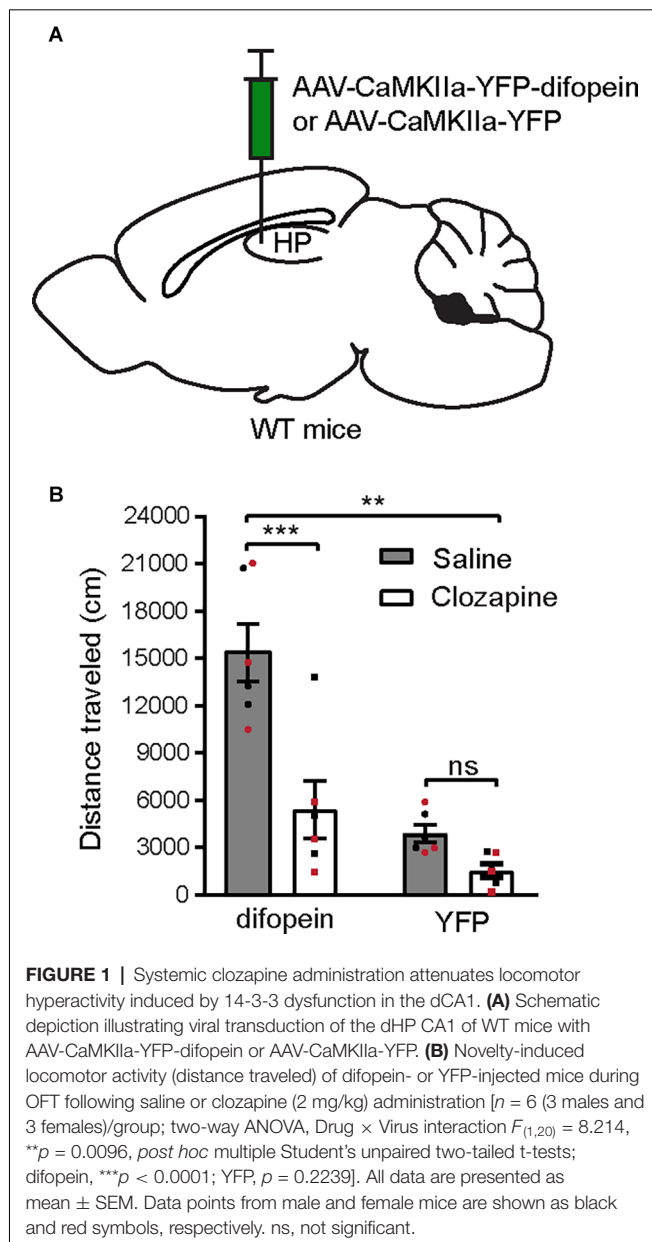 A
AAV-CaMKIIa-YFP-difopein
or AAV-CaMKIIa-YFP
HP
WT mice
B
24000
21000
18000
15000
12000
9000
6000
3000
0
Distance traveled (cm)
**
***
ns
Saline
Clozapine
difopein
YFP
FIGURE 1 | Systemic clozapine administration attenuates locomotor
hyperactivity induced by 14-3-3 dysfunction in the dCA1. (A) Schematic
depiction illustrating viral transduction of the dHP CA1 of WT mice with
AAV-CaMKIIa-YFP-difopein or AAV-CaMKIIa-YFP. (B) Novelty-induced
locomotor activity (distance traveled) of difopein- or YFP-injected mice during
OFT following saline or clozapine (2 mg/kg) administration [n = 6 (3 males and
3 females)/group; two-way ANOVA, Drug × Virus interaction F(1,20) = 8.214,
**p = 0.0096, post hoc multiple Student's unpaired two-tailed t-tests;
difopein, ***p < 0.0001; YFP, p = 0.2239]. All data are presented as
mean ± SEM. Data points from male and female mice are shown as black
and red symbols, respectively. ns, not significant.